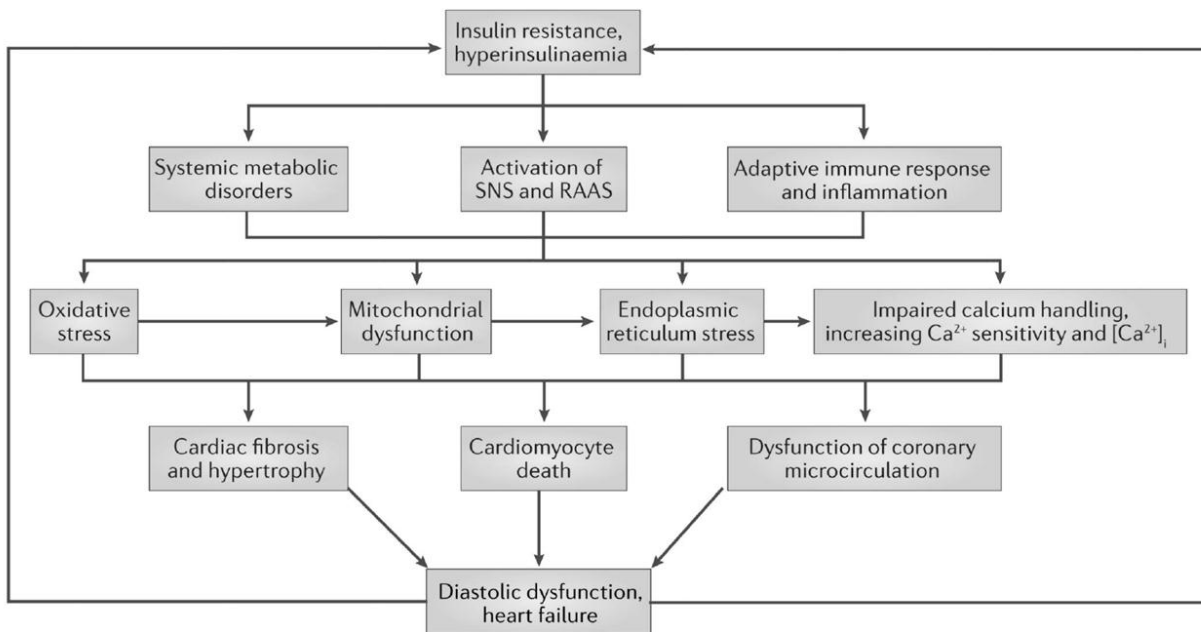 Insulin resistance,
hyperinsulinaemia
Systemic metabolic
disorders
Activation of
SNS and RAAS
Adaptive immune response
and inflammation
Oxidative
stress
Mitochondrial
dysfunction
Endoplasmic
reticulum stress
Impaired calcium handling,
increasing Ca²⁺ sensitivity and [Ca²⁺]ᵢ
Cardiac fibrosis
and hypertrophy
Cardiomyocyte
death
Dysfunction of coronary
microcirculation
Diastolic dysfunction,
heart failure